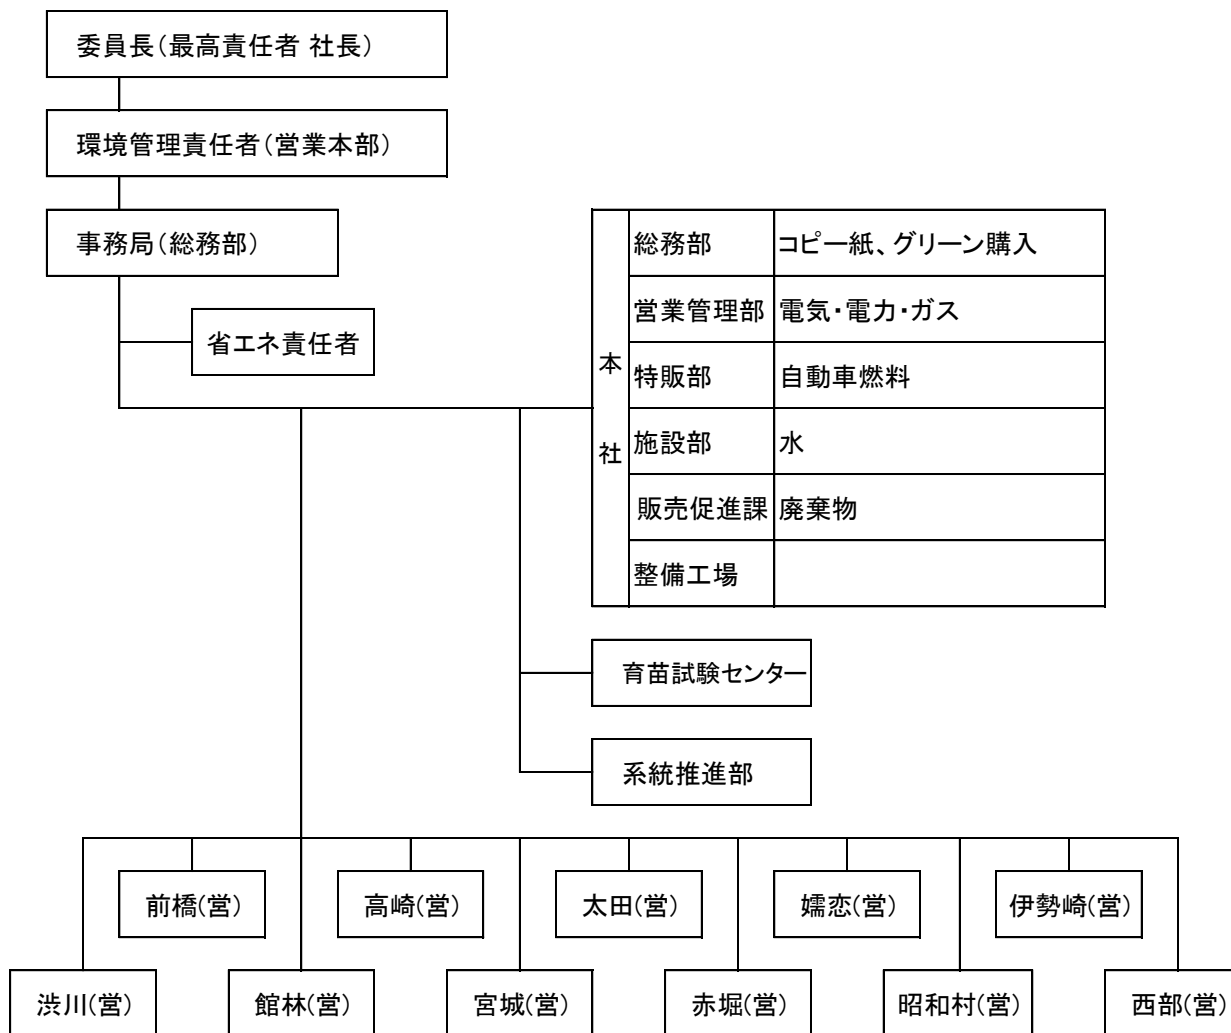 委員長(最高責任者 社長)
環境管理責任者(営業本部)
事務局(総務部)
省エネ責任者
本社
総務部 コピー紙、グリーン購入
営業管理部 電気・電力・ガス
特販部 自動車燃料
施設部 水
販売促進課 廃棄物
整備工場
育苗試験センター
系統推進部
前橋(営) 高崎(営) 太田(営) 嬬恋(営) 伊勢崎(営)
渋川(営) 館林(営) 宮城(営) 赤堀(営) 昭和村(営) 西部(営)